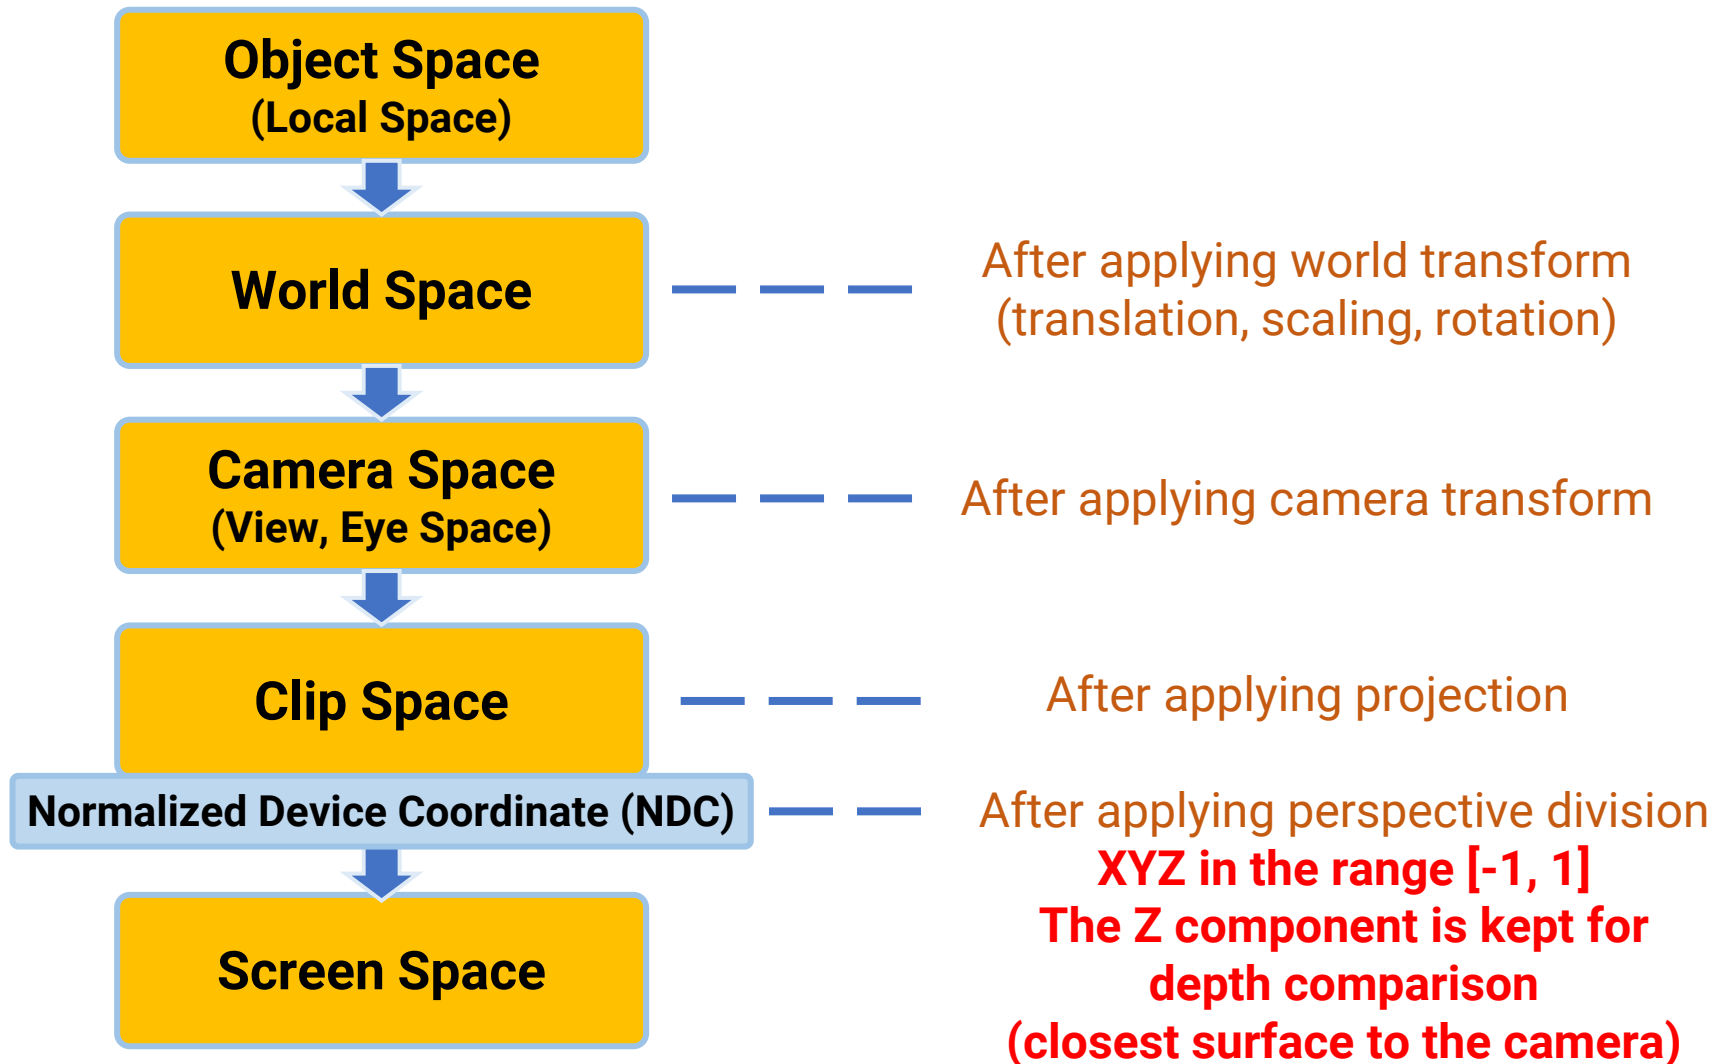 Object Space
(Local Space)
World Space
After applying world transform
(translation, scaling, rotation)
Camera Space
(View, Eye Space)
After applying camera transform
Clip Space
After applying projection
Normalized Device Coordinate (NDC)
After applying perspective division
XYZ in the range [-1, 1]
The Z component is kept for
depth comparison
(closest surface to the camera)
Screen Space